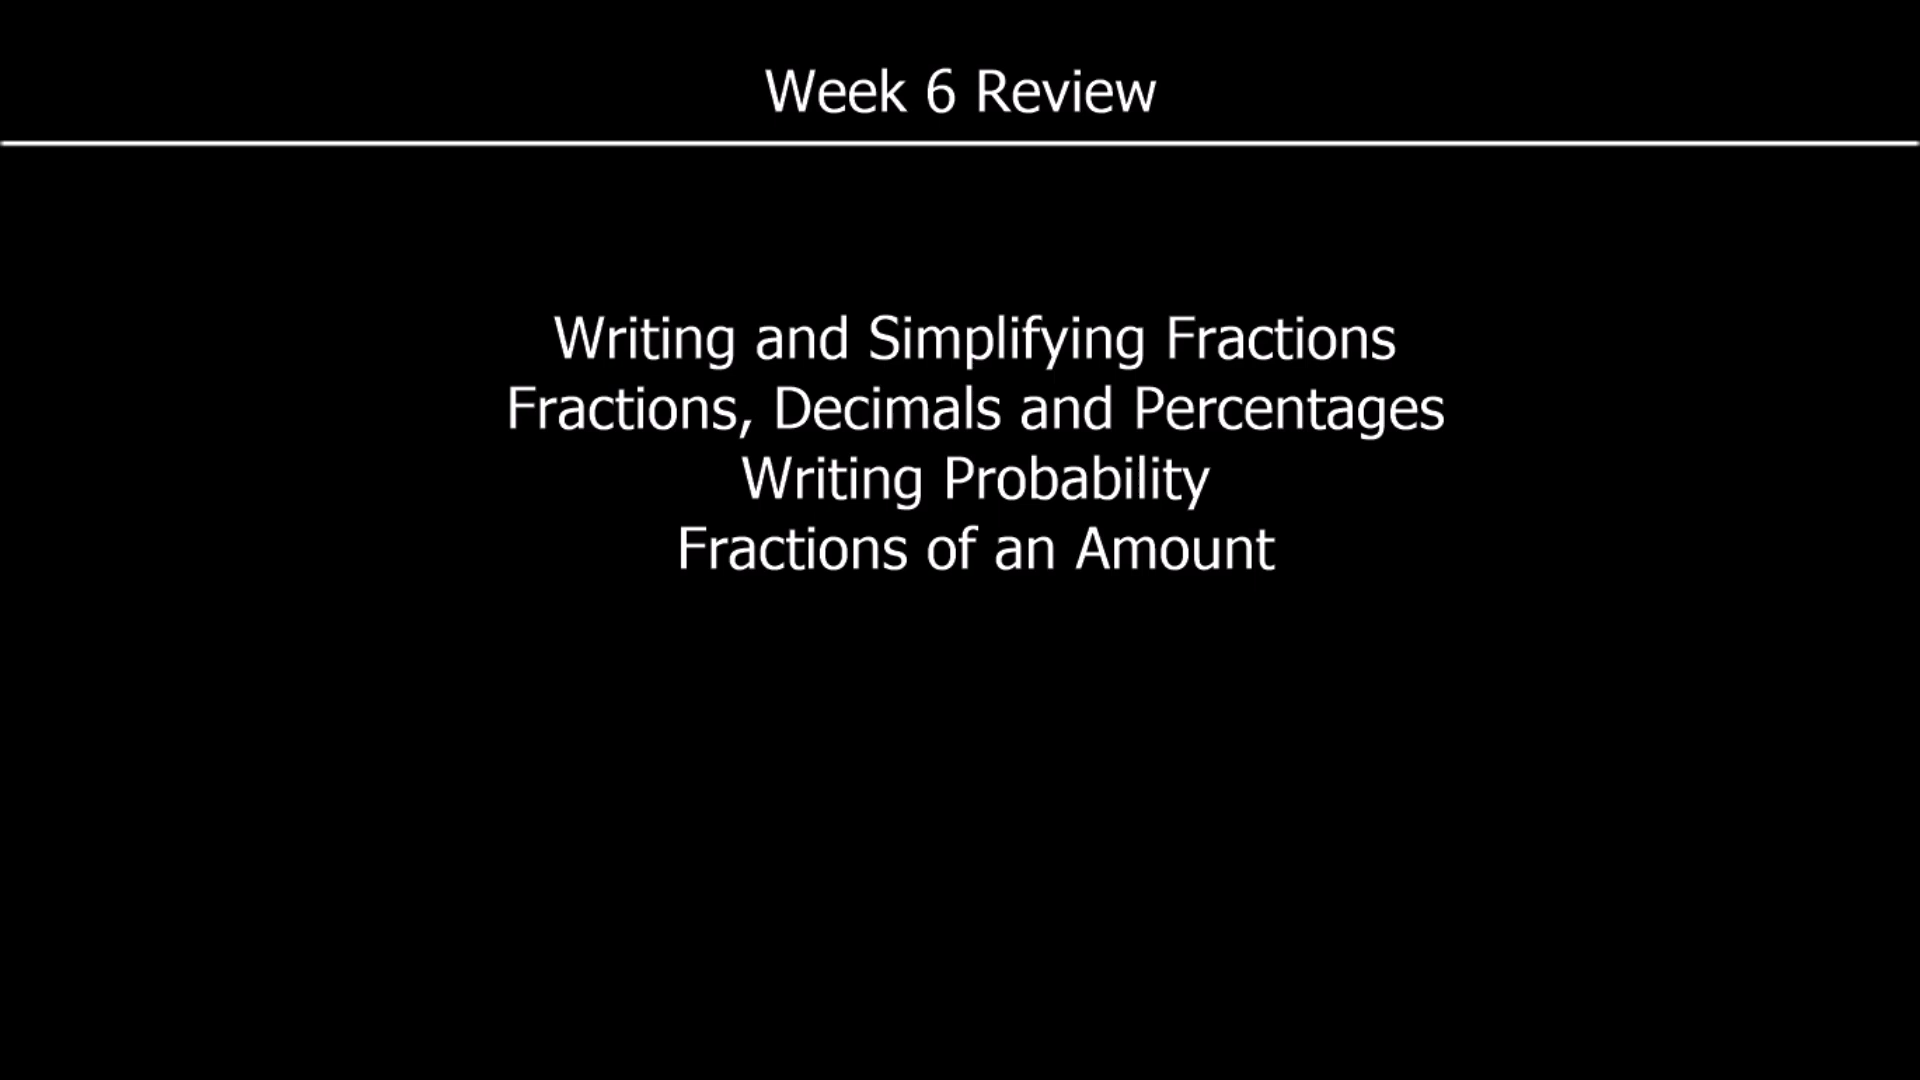 Week 6 Review
Writing and Simplifying Fractions
Fractions, Decimals and Percentages
Writing Probability
Fractions of an Amount